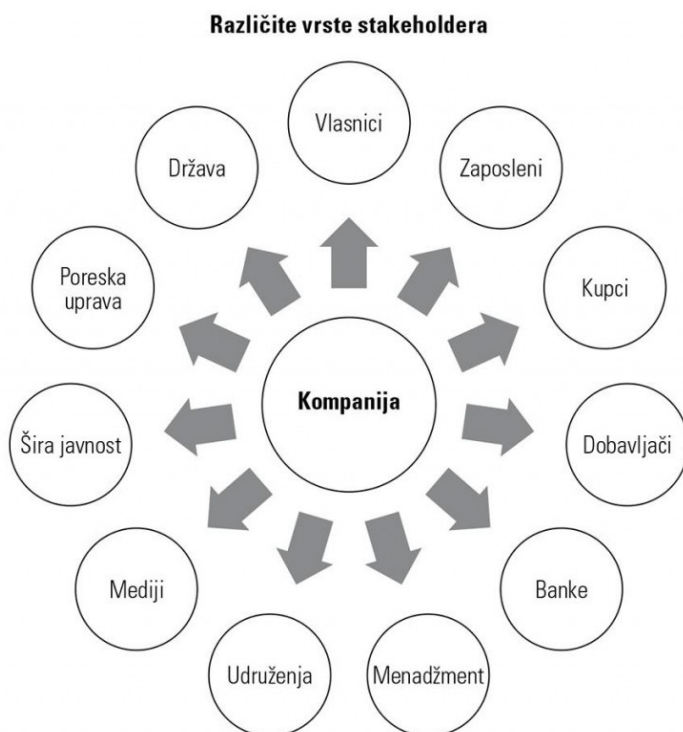 Različite vrste stakeholdera
Vlasnici
Zaposleni
Kupci
Dobavljači
Banke
Menadžment
Udruženja
Mediji
Šira javnost
Poreska
uprava
Država
Kompanija